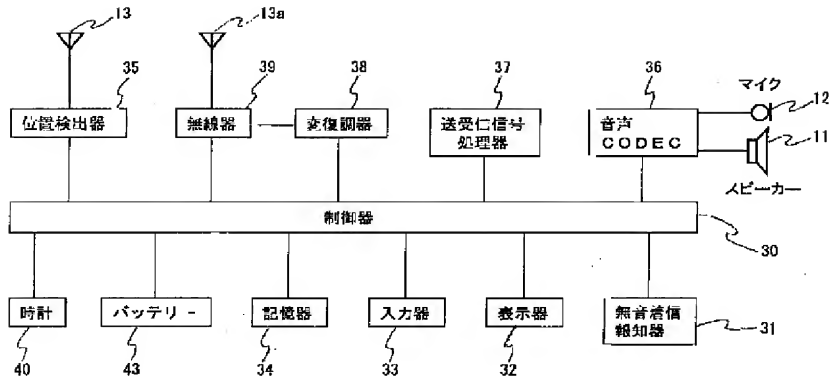 13
13a
35
39
38
37
36
マイク
12
位置検出器
無線器
変復調器
送受仁信号
処理器
音声
CODEC
11
スピーカー
制御器
30
時計
バッテリー
記憶器
入力器
表示器
無音着信
報知器
31
40
43
34
33
32